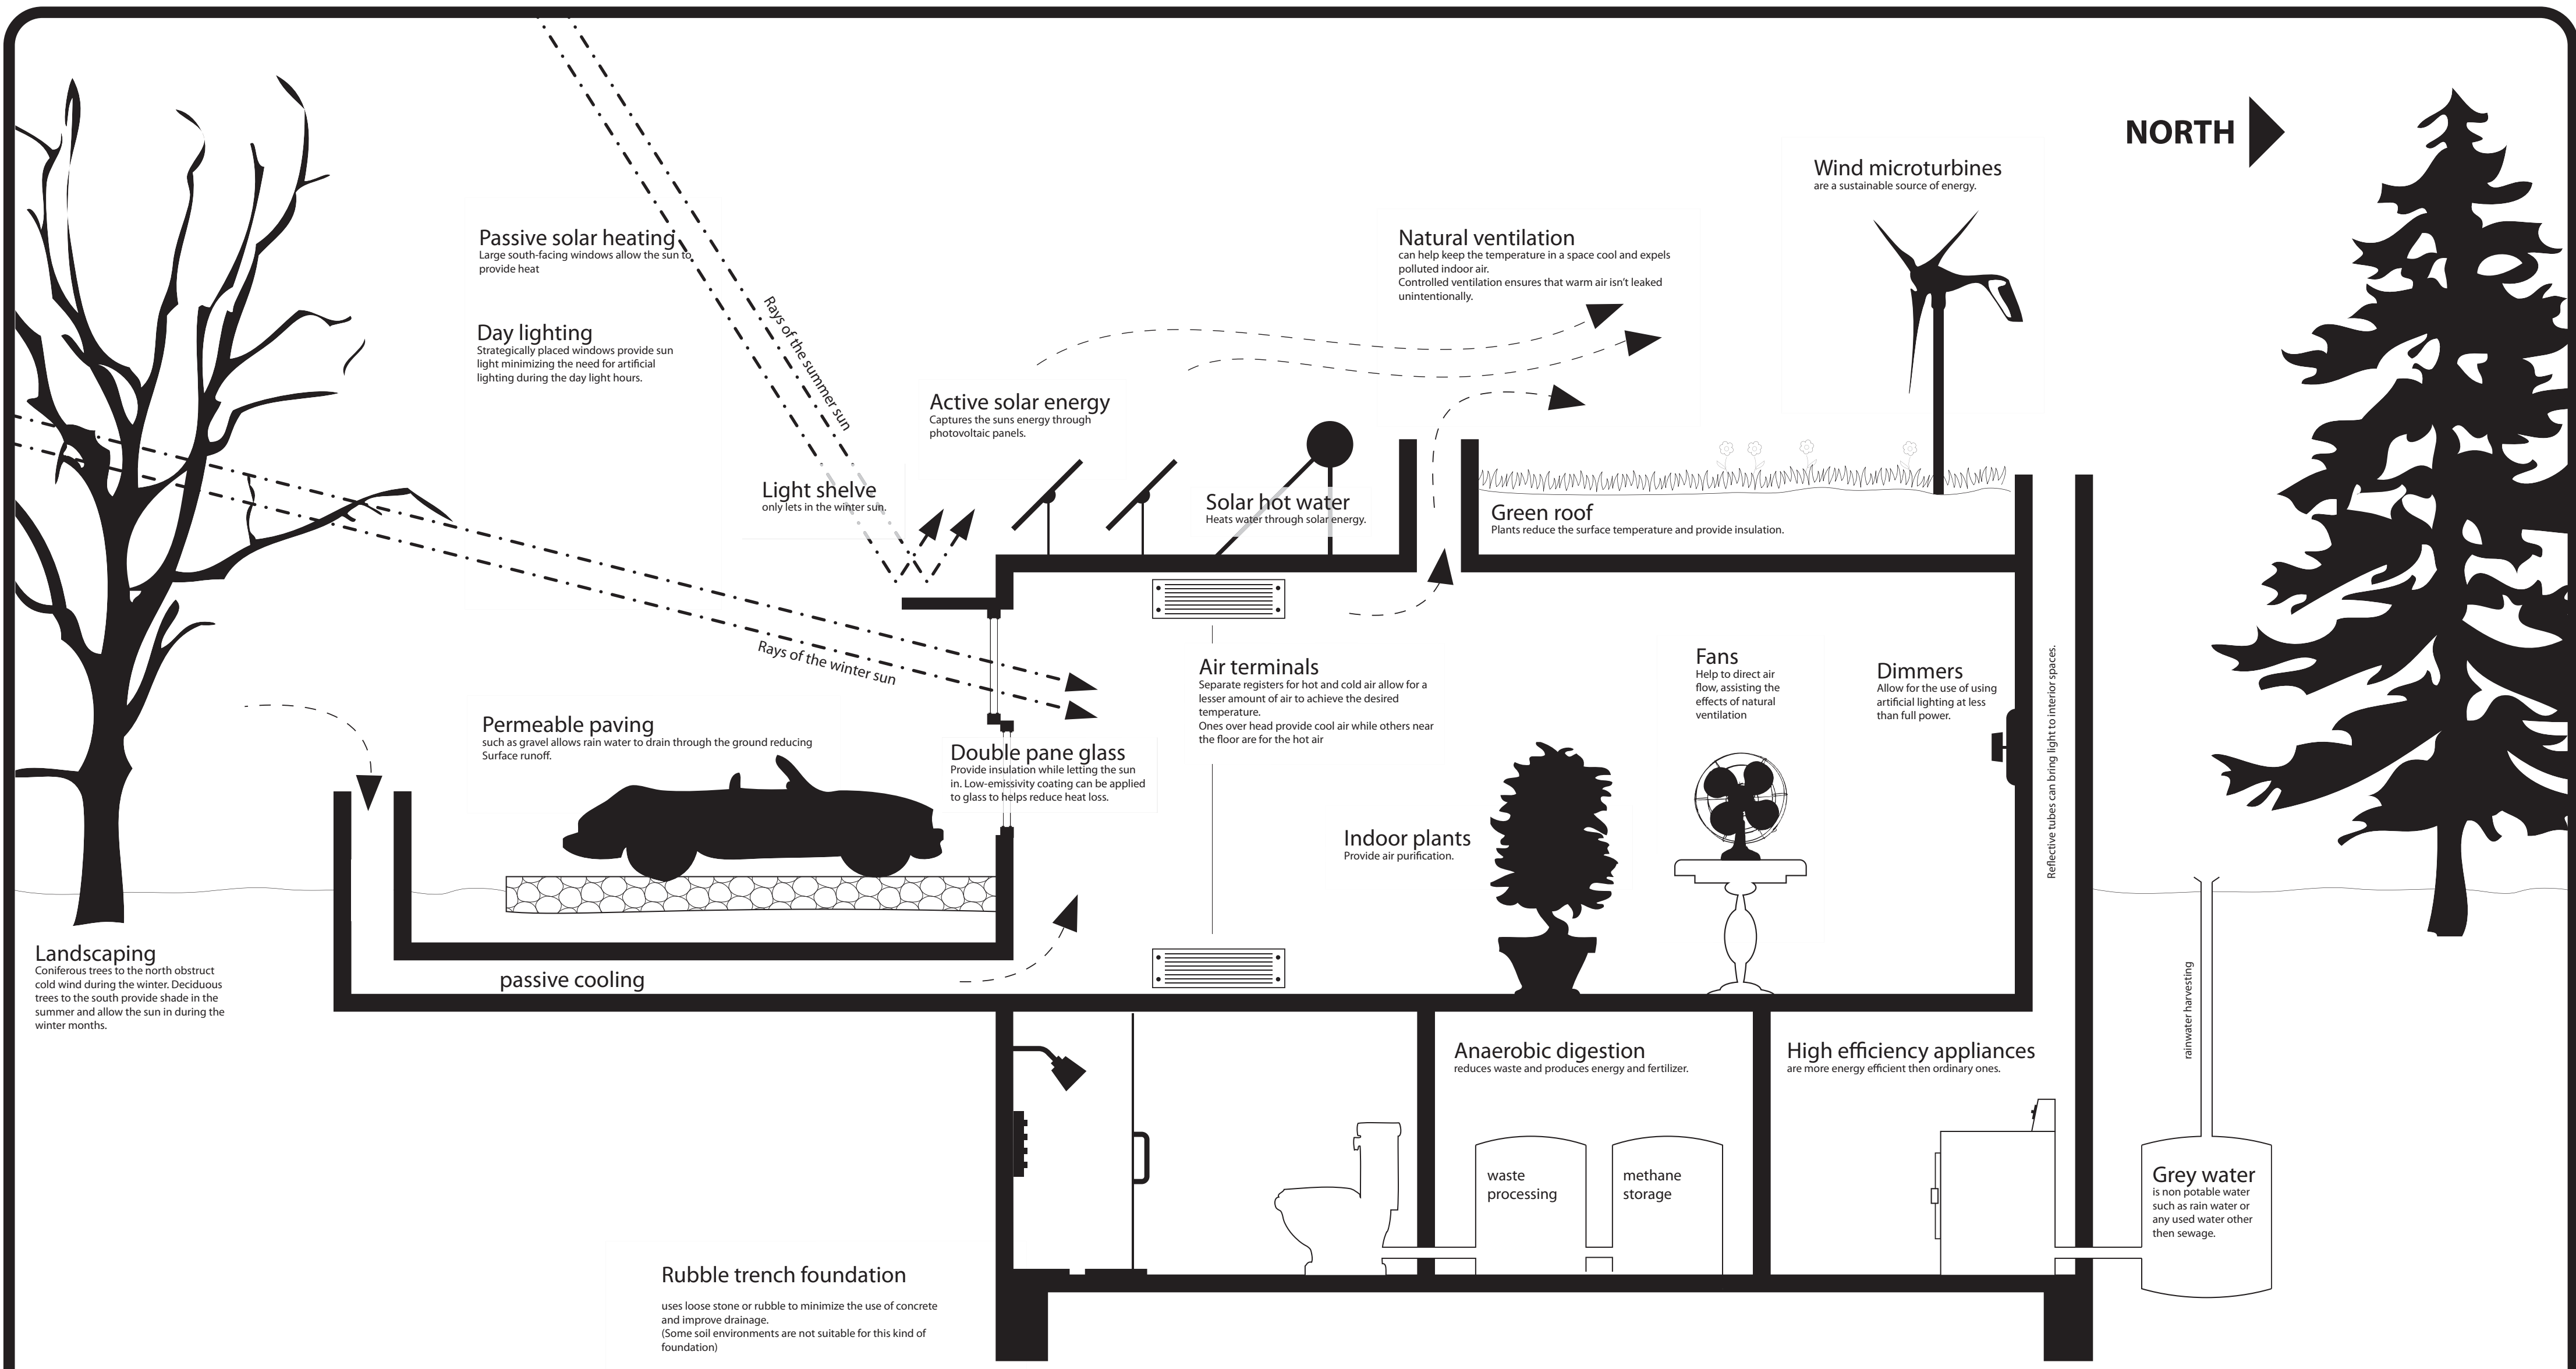 NORTH
Wind microturbines
are a sustainable source of energy.
Passive solar heating
Large south-facing windows allow the sun to
provide heat
Natural ventilation
can help keep the temperature in a space cool and expels
polluted indoor air.
Controlled ventilation ensures that warm air isn't leaked
unintentionally.
Day lighting
Strategically placed windows provide sun
light minimizing the need for artificial
lighting during the day light hours.
Rays of the summer sun
Active solar energy
Captures the suns energy through
photovoltaic panels.
Light shelve
only lets in the winter sun.
Solar hot water
Heats water through solar energy.
Green roof
Plants reduce the surface temperature and provide insulation.
Rays of the winter sun
Air terminals
Separate registers for hot and cold air allow for a
lesser amount of air to achieve the desired
temperature.
Ones over head provide cool air while others near
the floor are for the hot air
Fans
Help to direct air
flow, assisting the
effects of natural
ventilation
Dimmers
Allow for the use of using
artificial lighting at less
than full power.
Reflective tubes can bring light to interior spaces.
Permeable paving
such as gravel allows rain water to drain through the ground reducing
Surface runoff.
Double pane glass
Provide insulation while letting the sun
in. Low-emissivity coating can be applied
to glass to helps reduce heat loss.
Indoor plants
Provide air purification.
Landscaping
Coniferous trees to the north obstruct
cold wind during the winter. Deciduous
trees to the south provide shade in the
summer and allow the sun in during the
winter months.
passive cooling
rainwater harvesting
Anaerobic digestion
reduces waste and produces energy and fertilizer.
High efficiency appliances
are more energy efficient then ordinary ones.
waste
processing
methane
storage
Grey water
is non potable water
such as rain water or
any used water other
then sewage.
Rubble trench foundation
uses loose stone or rubble to minimize the use of concrete
and improve drainage.
(Some soil environments are not suitable for this kind of
foundation)